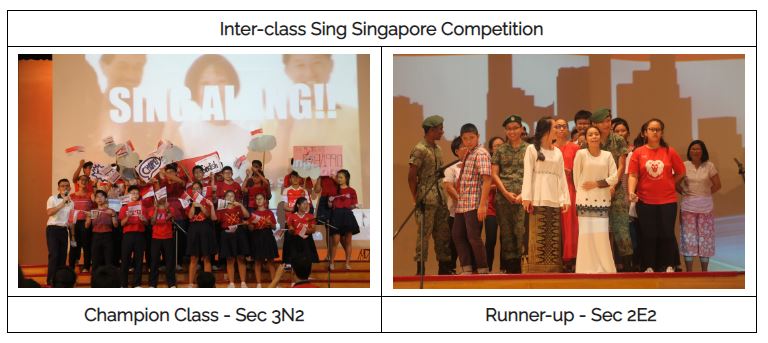 Inter-class Sing Singapore Competition
SING ALONG!!
Champion Class - Sec 3N2
Runner-up - Sec 2E2